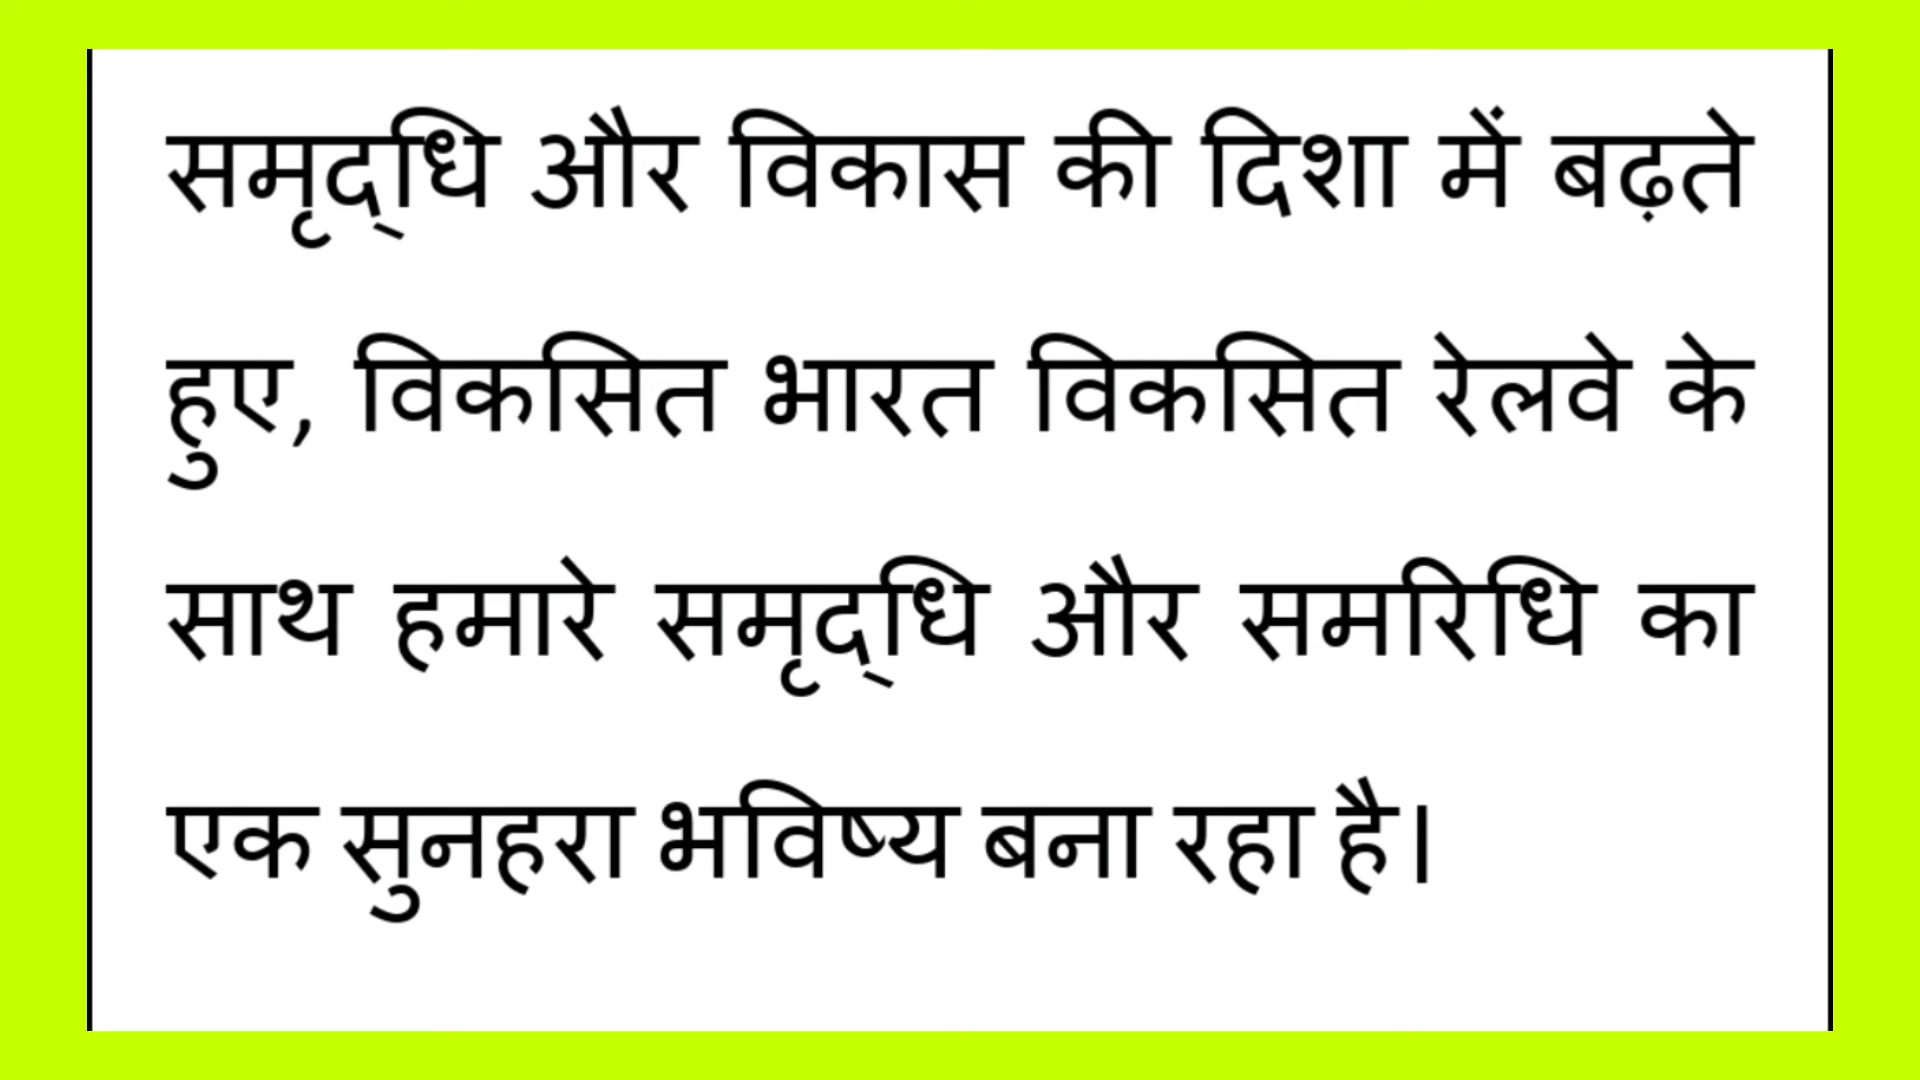 समृद्धि और विकास की दिशा में बढ़ते
हुए, विकसित भारत विकसित रेलवे के
साथ हमारे समृद्धि और समरिधि का
एक सुनहरा भविष्य बना रहा है।